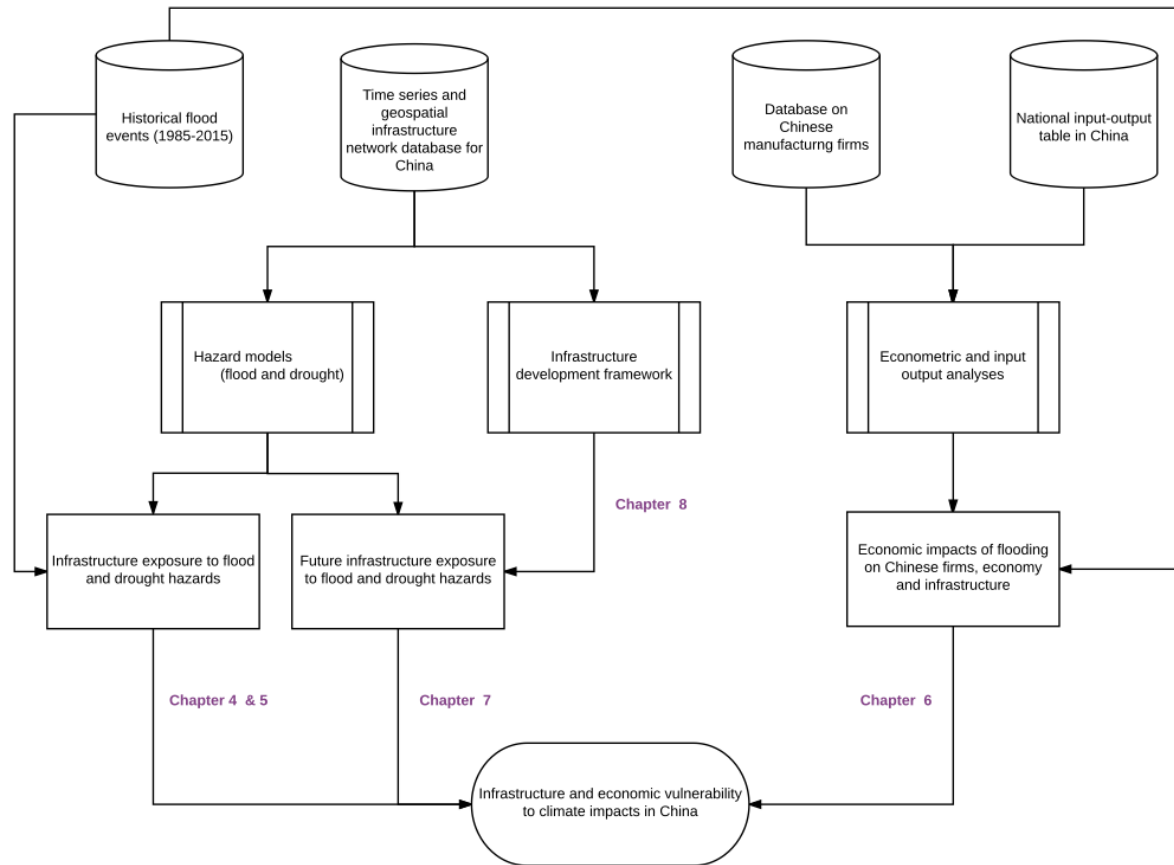 Historical flood
events (1985-2015)
Time series and
geospatial
infrastructure
network database for
China
Database on
Chinese
manufacturng firms
National input-output
table in China
Hazard models
(flood and drought)
Infrastructure
development framework
Econometric and input
output analyses
Chapter 8
Infrastructure exposure to flood
and drought hazards
Future infrastructure exposure
to flood and drought hazards
Economic impacts of flooding
on Chinese firms, economy
and infrastructure
Chapter 4 & 5
Chapter 7
Chapter 6
Infrastructure and economic vulnerability
to climate impacts in China